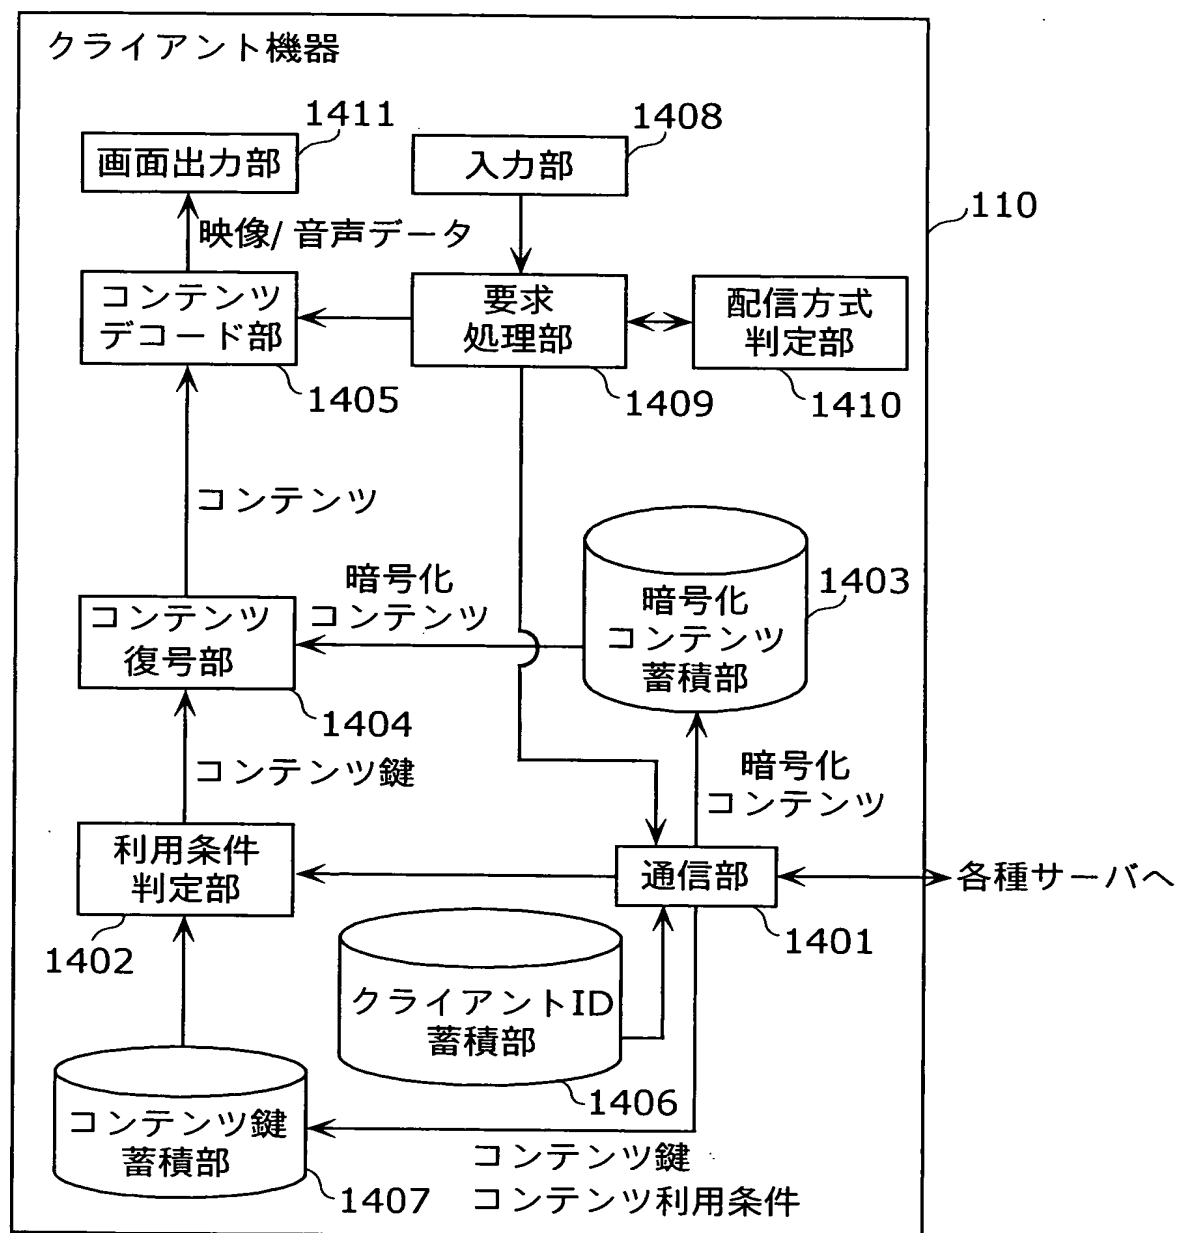 クライアント機器
1411
1408
画面出力部
入力部
110
映像/ 音声データ
コンテンツ
デコード部
要求
処理部
配信方式
判定部
1405
1409
1410
コンテンツ
暗号化
コンテンツ
1403
暗号化
コンテンツ
蓄積部
コンテンツ
復号部
1404
コンテンツ鍵
暗号化
コンテンツ
利用条件
判定部
通信部
各種サーバへ
1402
1401
クライアントID
蓄積部
1406
コンテンツ鍵
蓄積部
1407
コンテンツ鍵
コンテンツ利用条件